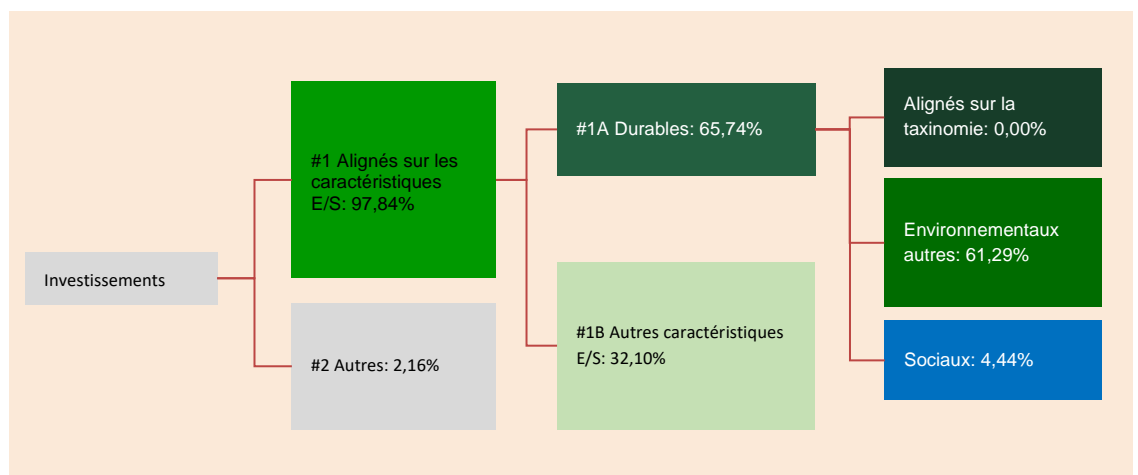 Investissements
#1 Alignés sur les
caractéristiques
E/S: 97,84%
#2 Autres: 2,16%
#1A Durables: 65,74%
#1B Autres caractéristiques
E/S: 32,10%
Alignés sur la
taxinomie: 0,00%
Environnementaux
autres: 61,29%
Sociaux: 4,44%